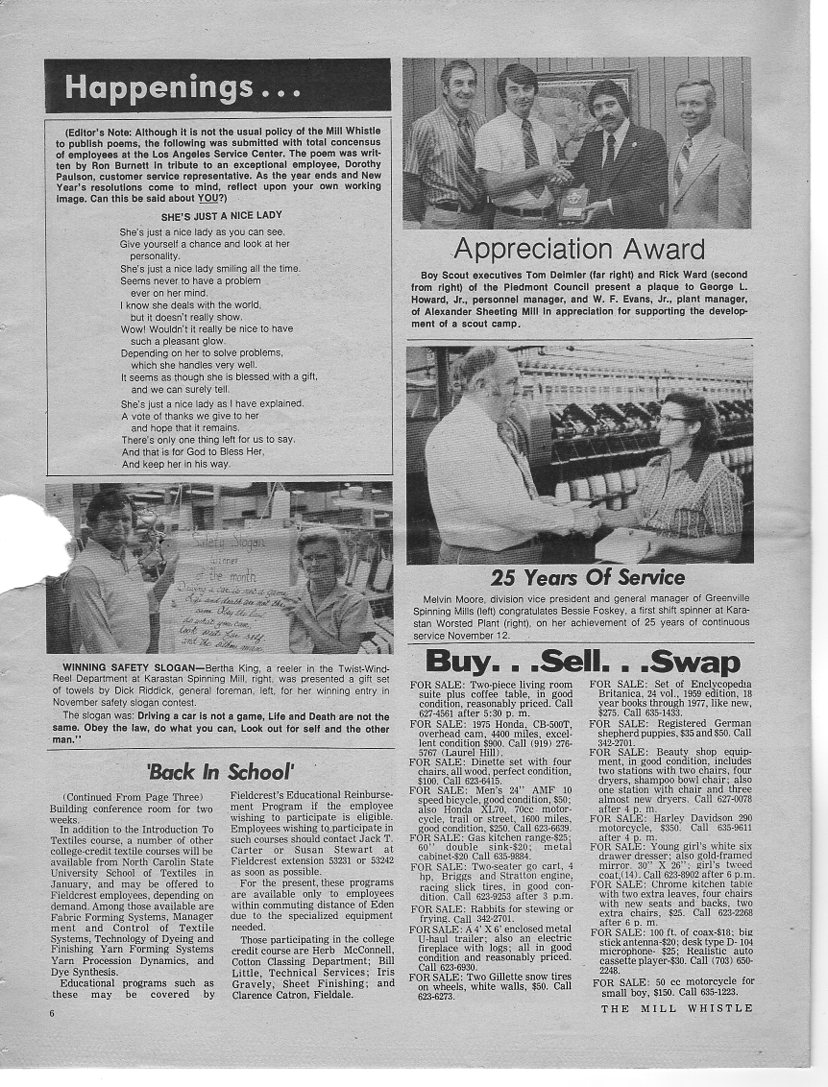 Happenings...
(Editor's Note: Although it is not the usual policy of the Mill Whistle
to publish poems, the following was submitted with total concensus
of employees at the Los Angeles Service Center. The poem was writ-
ten by Ron Burnett in tribute to an exceptional employee, Dorothy
Paulson, customer service representative. As the year ends and New
Year's resolutions come to mind, reflect upon your own working
image. Can this be said about YOU?)
SHE'S JUST A NICE LADY
She's just a nice lady as you can see.
Give yourself a chance and look at her
personality.
She's just a nice lady smiling all the time.
Seems never to have a problem
ever on her mind.
I know she deals with the world,
but it doesn't really show.
Wow! Wouldn't it really be nice to have
such a pleasant glow.
Depending on her to solve problems,
which she handles very well.
It seems as though she is blessed with a gift,
and we can surely tell.
She's just a nice lady as I have explained.
A vote of thanks we give to her
and hope that it remains.
There's only one thing left for us to say,
And that is for God to Bless Her,
And keep her in his way.
Safety Slogan
winner
of the month
Driving a car is not a game
Life and death are not the
same. Obey the law,
do what you can,
look out for self
and the other man.
WINNING SAFETY SLOGAN—Bertha King, a reeler in the Twist-Wind-
Reel Department at Karastan Spinning Mill, right, was presented a gift set
of towels by Dick Riddick, general foreman, left, for her winning entry in
November safety slogan contest.
The slogan was: Driving a car is not a game, Life and Death are not the
same. Obey the law, do what you can, Look out for self and the other
man."
'Back In School'
(Continued From Page Three)
Building conference room for two
weeks.
In addition to the Introduction To
Textiles course, a number of other
college-credit textile courses will be
available from North Carolina State
University School of Textiles in
January, and may be offered to
Fieldcrest employees, depending on
demand. Among those available are
Fabric Forming Systems, Manager
ment and Control of Textile
Systems, Technology of Dyeing and
Finishing Yarn Forming Systems
Yarn Procession Dynamics, and
Dye Synthesis.
Educational programs such as
these may be covered by
Fieldcrest's Educational Reinburse-
ment Program if the employee
wishing to participate is eligible.
Employees wishing to participate in
such courses should contact Jack T.
Carter or Susan Stewart at
Fieldcrest extension 53231 or 53242
as soon as possible.
For the present, these programs
are available only to employees
within commuting distance of Eden
due to the specialized equipment
needed.
Those participating in the college
credit course are Herb McConnell,
Cotton Classing Department; Bill
Little, Technical Services; Iris
Gravely, Sheet Finishing; and
Clarence Catron, Fieldale.
6
Appreciation Award
Boy Scout executives Tom Deimler (far right) and Rick Ward (second
from right) of the Piedmont Council present a plaque to George L.
Howard, Jr., personnel manager, and W. F. Evans, Jr., plant manager,
of Alexander Sheeting Mill in appreciation for supporting the develop-
ment of a scout camp.
25 Years Of Service
Melvin Moore, division vice president and general manager of Greenville
Spinning Mills (left) congratulates Bessie Foskey, a first shift spinner at Kara-
stan Worsted Plant (right), on her achievement of 25 years of continuous
service November 12.
Buy. . .Sell. . .Swap
FOR SALE: Two-piece living room
suite plus coffee table, in good
condition, reasonably priced. Call
627-4561 after 5:30 p. m.
FOR SALE: 1975 Honda, CB-500T,
overhead cam, 4400 miles, excel-
lent condition $900. Call (919) 276-
5767 (Laurel Hill).
FOR SALE: Dinette set with four
chairs, all wood, perfect condition,
$100. Call 623-6415.
FOR SALE: Men's 24" AMF 10
speed bicycle, good condition, $50;
also Honda XL70, 70cc motor-
cycle, trail or street, 1600 miles,
good condition, $250. Call 623-6639.
FOR SALE: Gas kitchen range-$25;
60" double sink-$20; metal
cabinet-$20 Call 635-9884.
FOR SALE: Two-seater go cart, 4
hp, Briggs and Stratton engine,
racing slick tires, in good con-
dition. Call 623-9253 after 3 p.m.
FOR SALE: Rabbits for stewing or
frying. Call 342-2701.
FOR SALE: A 4' X 6' enclosed metal
U-haul trailer; also an electric
fireplace with logs; all in good
condition and reasonably priced.
Call 623-6930.
FOR SALE: Two Gillette snow tires
on wheels, white walls, $50. Call
623-6273.
FOR SALE: Set of Enclycopedia
Britanica, 24 vol., 1959 edition, 18
year books through 1977, like new,
$275. Call 635-1433.
FOR SALE: Registered German
shepherd puppies, $35 and $50. Call
342-2701.
FOR SALE: Beauty shop equip-
ment, in good condition, includes
two stations with two chairs, four
dryers, shampoo bowl chair; also
one station with chair and three
almost new dryers. Call 627-0078
after 4 p. m.
FOR SALE: Harley Davidson 290
motorcycle, $350. Call 635-9611
after 4 p.m.
FOR SALE: Young girl's white six
drawer dresser; also gold-framed
mirror. 30" X 26"; girl's tweed
coat,(14). Call 623-8902 after 6 p.m.
FOR SALE: Chrome kitchen table
with two extra leaves, four chairs
with new seats and backs, two
extra chairs, $25. Call 623-2268
after 6 p. m.
FOR SALE: 100 ft. of coax-$18; big
stick antenna-$20; desk type D- 104
microphone- $25; Realistic auto
cassette player-$30. Call (703) 650-
2248.
FOR SALE: 50 cc motorcycle for
small boy, $150. Call 635-1223.
THE MILL WHISTLE